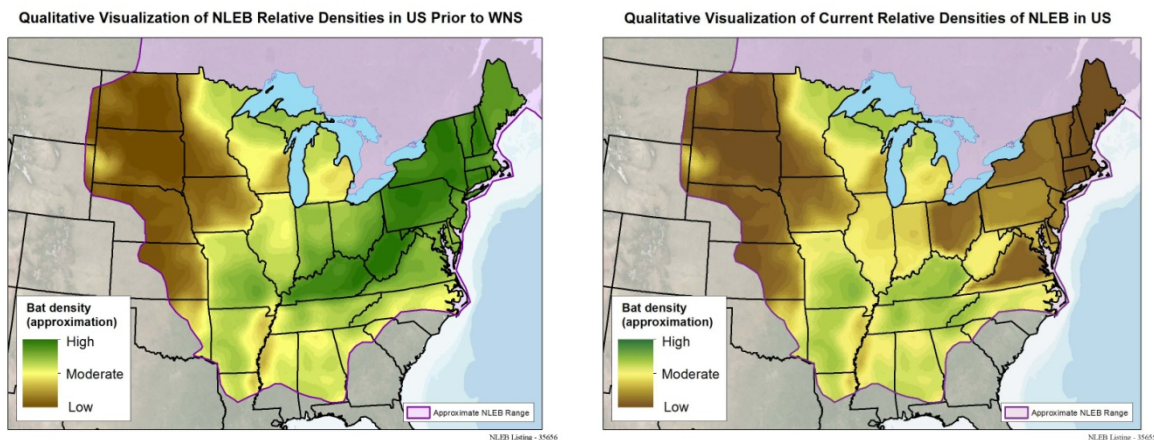 Qualitative Visualization of NLEB Relative Densities in US Prior to WNS
Bat density
(approximation)
High
Moderate
Low
Approximate NLEB Range
NLEB Listing - 35656
Qualitative Visualization of Current Relative Densities of NLEB in US
Bat density
(approximation)
High
Moderate
Low
Approximate NLEB Range